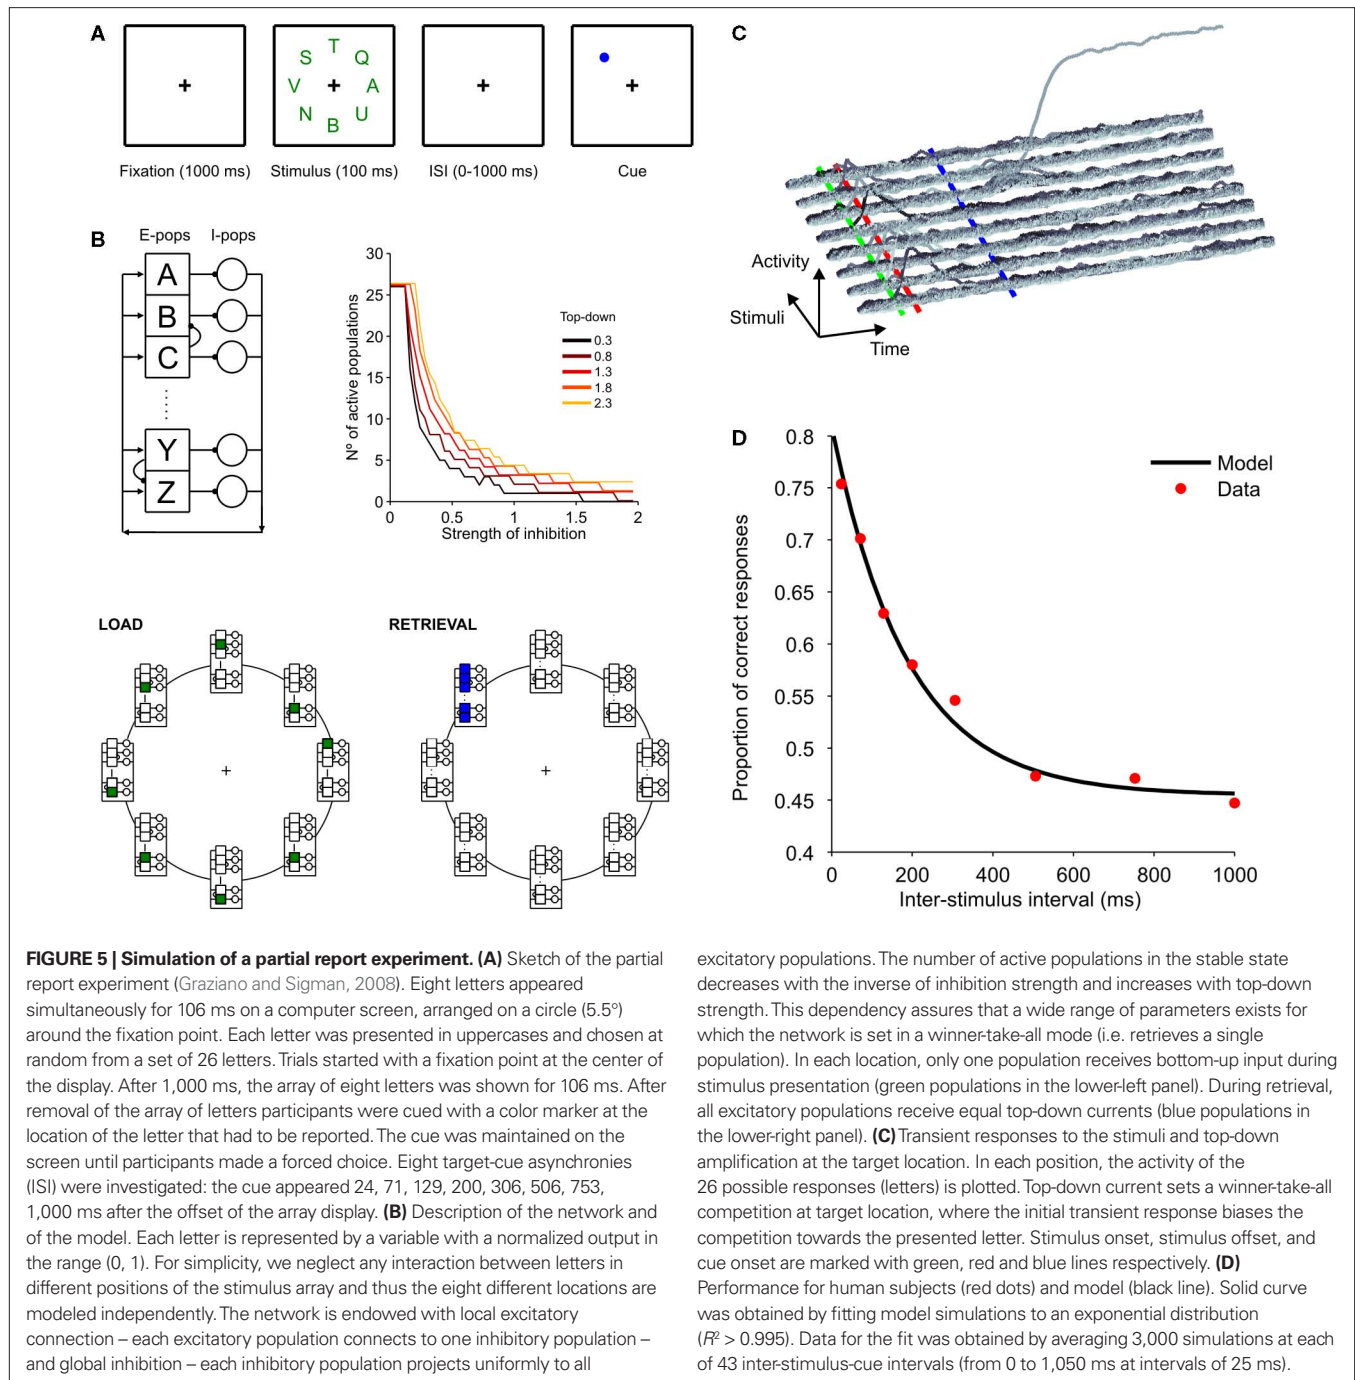 A
S T Q
V + A
N B U
+
+
+
Fixation (1000 ms)
Stimulus (100 ms)
ISI (0-1000 ms)
Cue
B
E-pops I-pops
A
B
C
Y
Z
Nº of active populations
30
25
20
15
10
5
0
0 0.5 1 1.5 2
Strength of inhibition
Top-down
0.3
0.8
1.3
1.8
2.3
LOAD
+
RETRIEVAL
+
C
Activity
Stimuli
Time
D
Proportion of correct responses
0.8
0.75
0.7
0.65
0.6
0.55
0.5
0.45
0.4
0 200 400 600 800 1000
Inter-stimulus interval (ms)
Model
Data
FIGURE 5 | Simulation of a partial report experiment. (A) Sketch of the partial
report experiment (Graziano and Sigman, 2008). Eight letters appeared
simultaneously for 106 ms on a computer screen, arranged on a circle (5.5°)
around the fixation point. Each letter was presented in uppercases and chosen at
random from a set of 26 letters. Trials started with a fixation point at the center of
the display. After 1,000 ms, the array of eight letters was shown for 106 ms. After
removal of the array of letters participants were cued with a color marker at the
location of the letter that had to be reported. The cue was maintained on the
screen until participants made a forced choice. Eight target-cue asynchronies
(ISI) were investigated: the cue appeared 24, 71, 129, 200, 306, 506, 753,
1,000 ms after the offset of the array display. (B) Description of the network and
of the model. Each letter is represented by a variable with a normalized output in
the range (0, 1). For simplicity, we neglect any interaction between letters in
different positions of the stimulus array and thus the eight different locations are
modeled independently. The network is endowed with local excitatory
connection – each excitatory population connects to one inhibitory population –
and global inhibition – each inhibitory population projects uniformly to all
excitatory populations. The number of active populations in the stable state
decreases with the inverse of inhibition strength and increases with top-down
strength. This dependency assures that a wide range of parameters exists for
which the network is set in a winner-take-all mode (i.e. retrieves a single
population). In each location, only one population receives bottom-up input during
stimulus presentation (green populations in the lower-left panel). During retrieval,
all excitatory populations receive equal top-down currents (blue populations in
the lower-right panel). (C) Transient responses to the stimuli and top-down
amplification at the target location. In each position, the activity of the
26 possible responses (letters) is plotted. Top-down current sets a winner-take-all
competition at target location, where the initial transient response biases the
competition towards the presented letter. Stimulus onset, stimulus offset, and
cue onset are marked with green, red and blue lines respectively. (D)
Performance for human subjects (red dots) and model (black line). Solid curve
was obtained by fitting model simulations to an exponential distribution
(R² > 0.995). Data for the fit was obtained by averaging 3,000 simulations at each
of 43 inter-stimulus-cue intervals (from 0 to 1,050 ms at intervals of 25 ms).